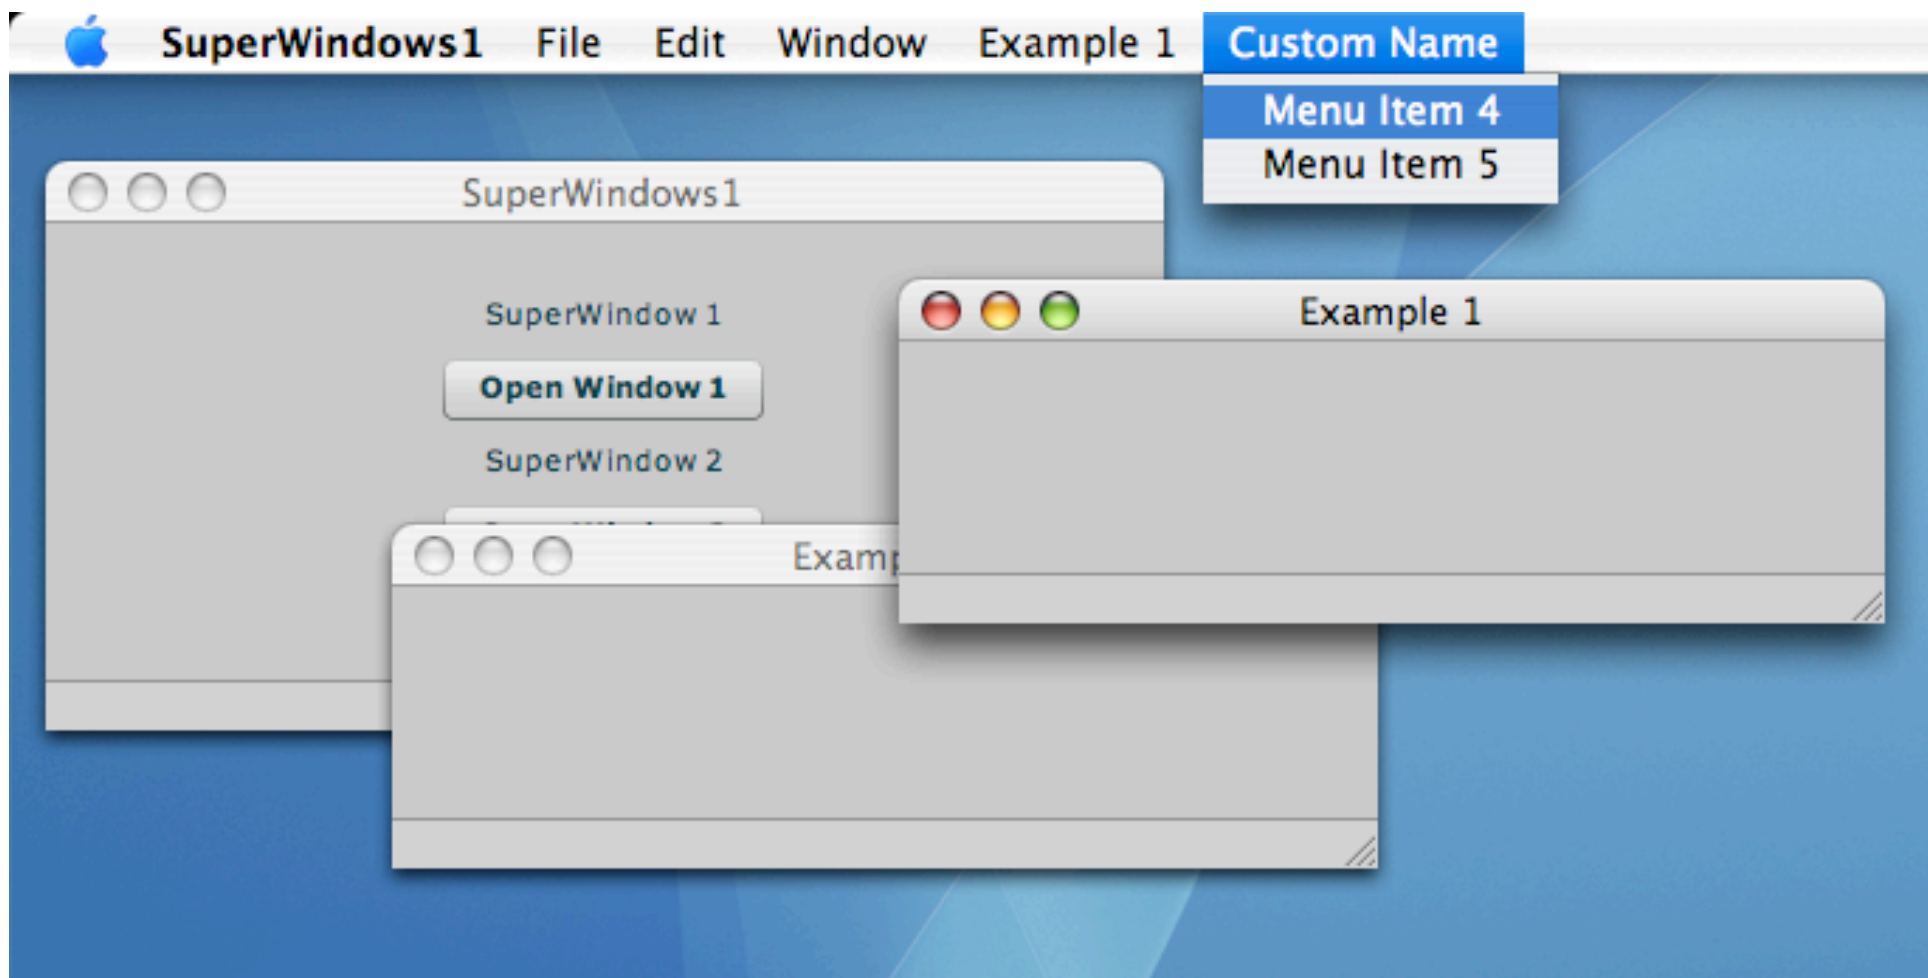 SuperWindows1 File Edit Window Example 1 Custom Name
Menu Item 4
Menu Item 5
SuperWindows1
SuperWindow 1
Open Window 1
SuperWindow 2
Example 1